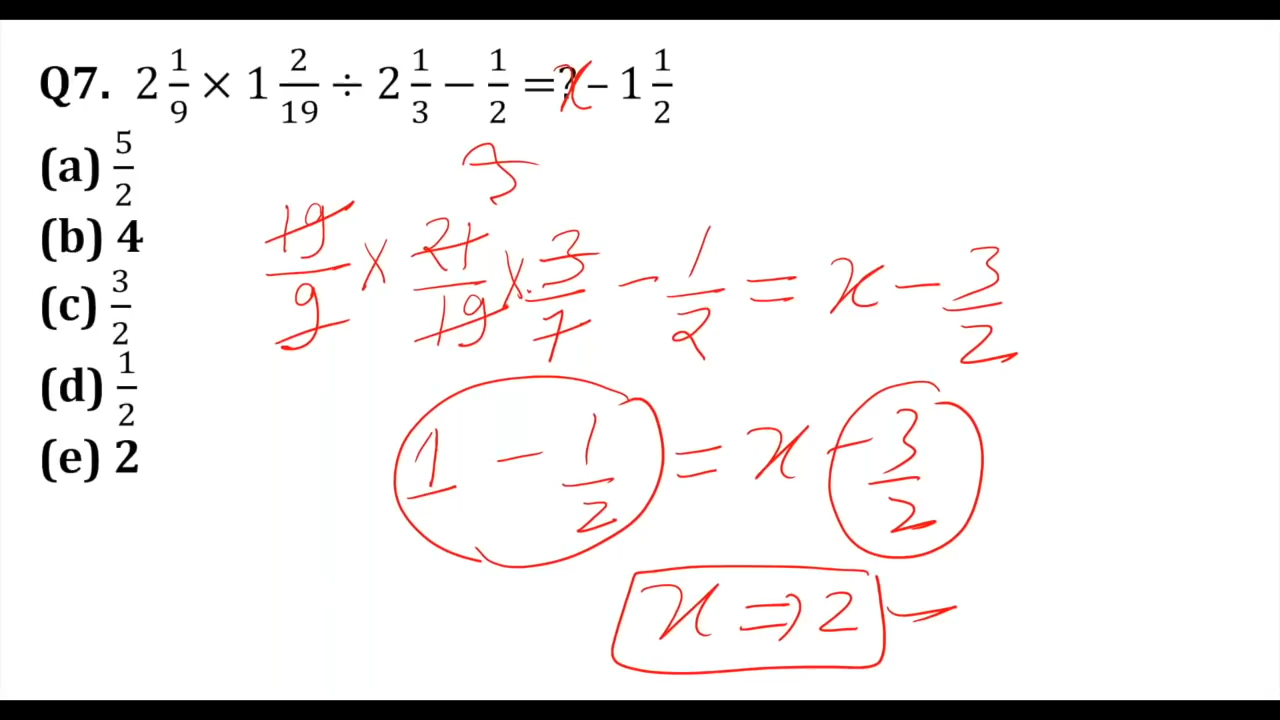 Q7. 2 1/9 × 1 2/19 ÷ 2 1/3 − 1/2 =? x – 1 1/2
(a) 5/2
(b) 4
(c) 3/2
(d) 1/2
(e) 2
19/9 × 21/19 × 3/7 − 1/2 = x − 3/2
1 − 1/2 = x − 3/2
x ⇒ 2